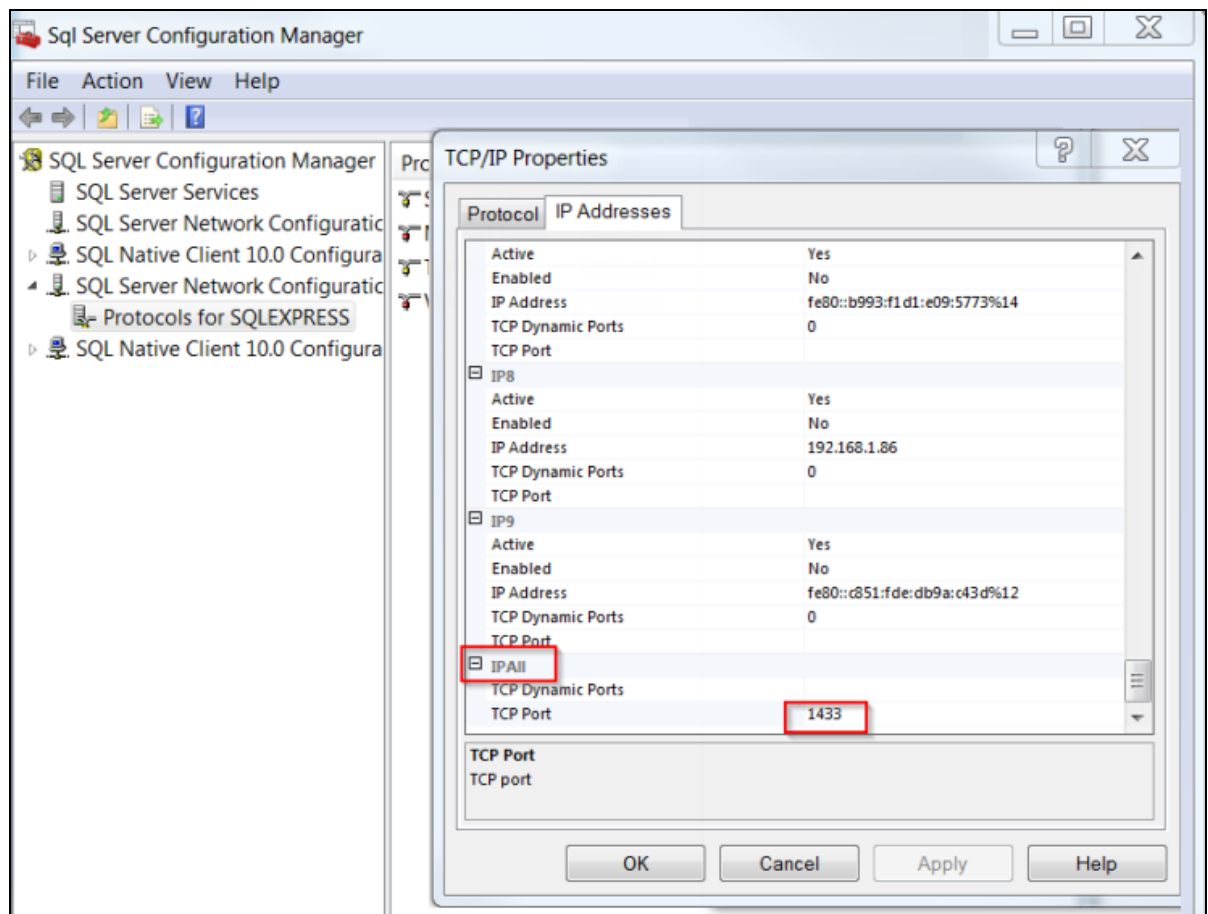 Sql Server Configuration Manager
File Action View Help
SQL Server Configuration Manager
SQL Server Services
SQL Server Network Configuratic
SQL Native Client 10.0 Configura
SQL Server Network Configuratic
Protocols for SQLEXPRESS
SQL Native Client 10.0 Configura
Prc
TCP/IP Properties
Protocol IP Addresses
Active Yes
Enabled No
IP Address fe80::b993:f1d1:e09:5773%14
TCP Dynamic Ports 0
TCP Port
IP8
Active Yes
Enabled No
IP Address 192.168.1.86
TCP Dynamic Ports 0
TCP Port
IP9
Active Yes
Enabled No
IP Address fe80::c851:fde:db9a:c43d%12
TCP Dynamic Ports 0
TCP Port
IPAll
TCP Dynamic Ports
TCP Port 1433
TCP Port
TCP port
OK Cancel Apply Help